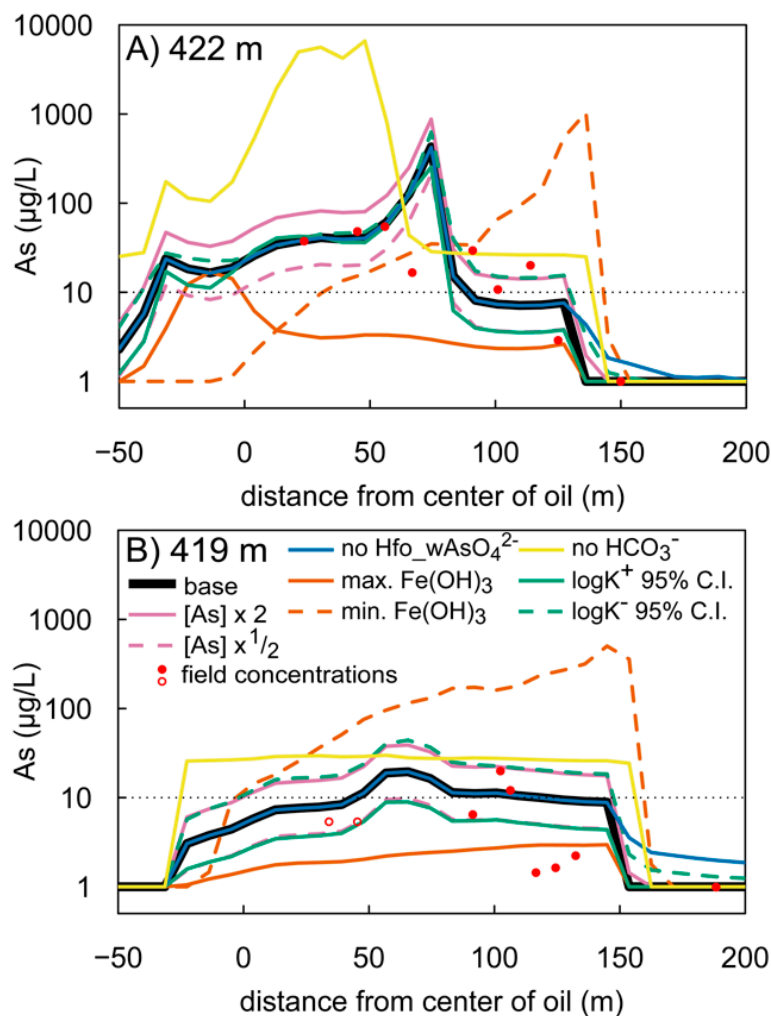 A) 422 m
As (µg/L)
10000
1000
100
10
1
−50 0 50 100 150 200
distance from center of oil (m)
B) 419 m
base
[As] x 2
[As] x 1/2
field concentrations
no Hfo_wAsO₄²⁻
max. Fe(OH)₃
min. Fe(OH)₃
no HCO₃⁻
logK⁺ 95% C.I.
logK⁻ 95% C.I.
As (µg/L)
10000
1000
100
10
1
−50 0 50 100 150 200
distance from center of oil (m)